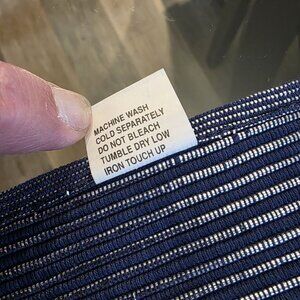 MACHINE WASH
COLD SEPARATELY
DO NOT BLEACH
TUMBLE DRY LOW
IRON TOUCH UP